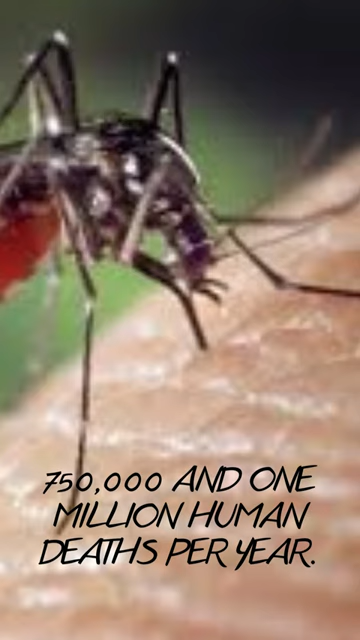 750,000 AND ONE
MILLION HUMAN
DEATHS PER YEAR.